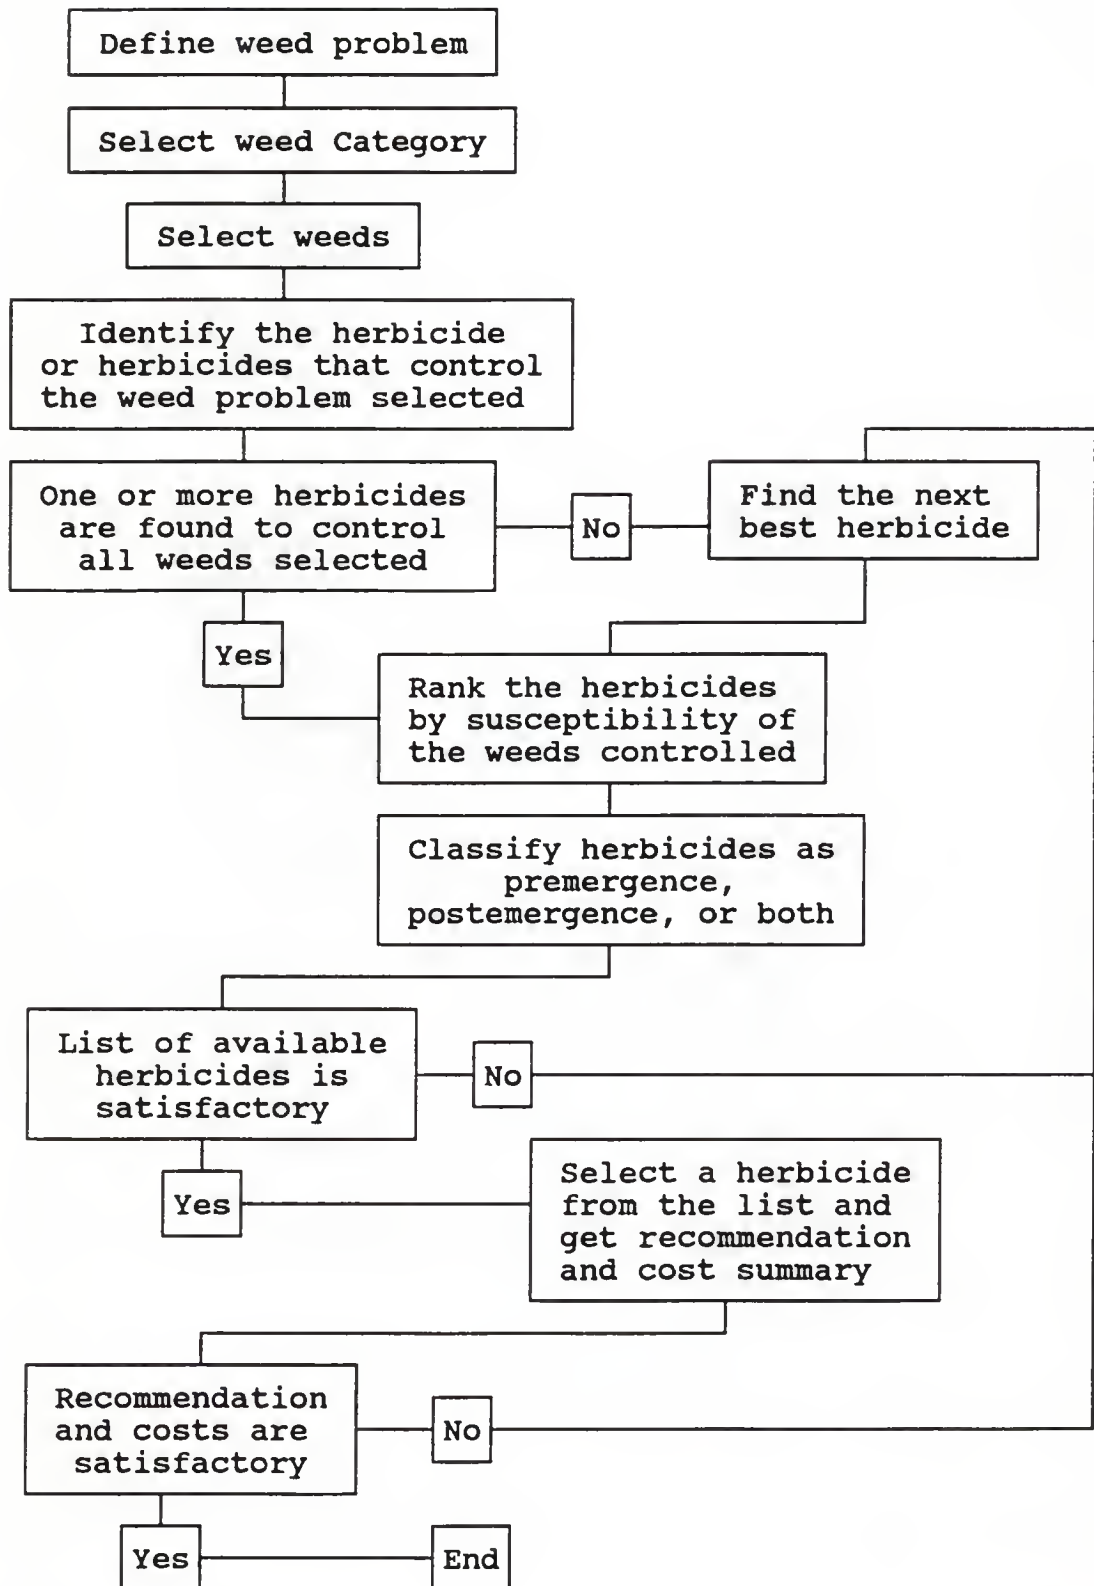 Define weed problem
Select weed Category
Select weeds
Identify the herbicide
or herbicides that control
the weed problem selected
One or more herbicides
are found to control
all weeds selected
No
Find the next
best herbicide
Yes
Rank the herbicides
by susceptibility of
the weeds controlled
Classify herbicides as
premergence,
postemergence, or both
List of available
herbicides is
satisfactory
No
Yes
Select a herbicide
from the list and
get recommendation
and cost summary
Recommendation
and costs are
satisfactory
No
Yes
End